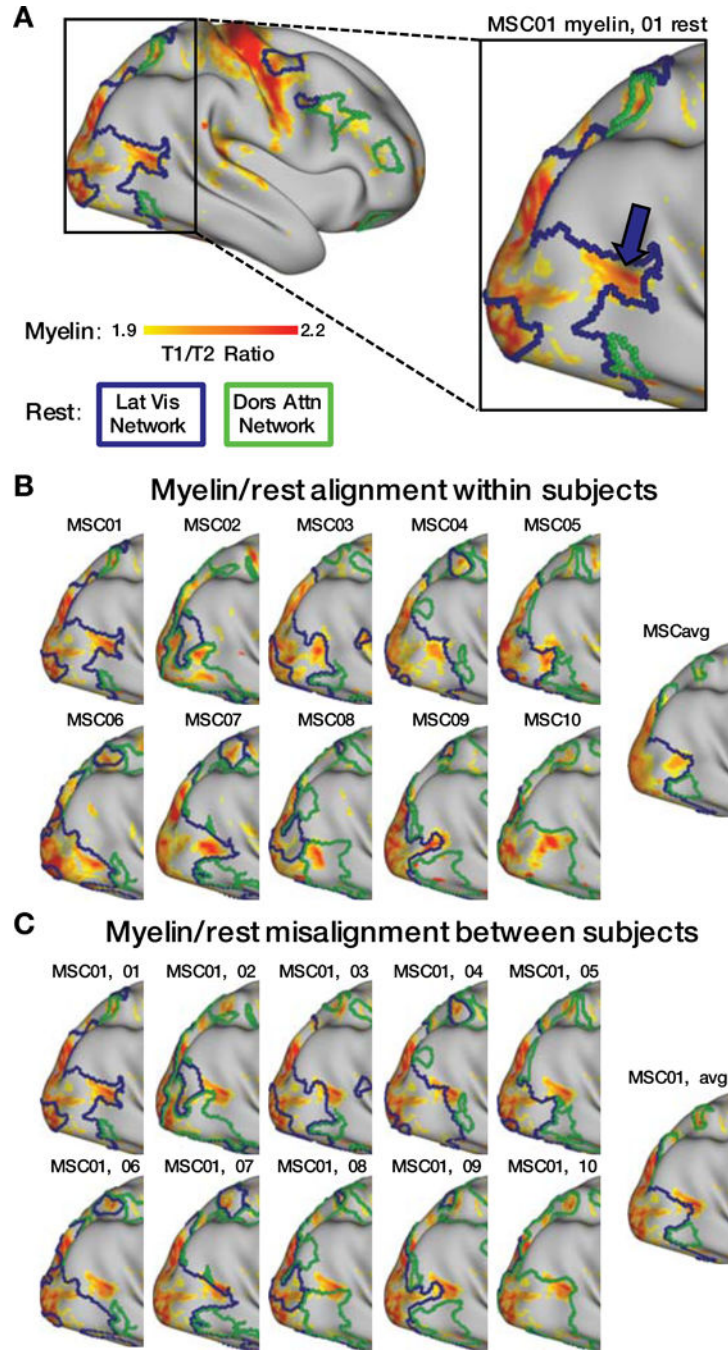 A
MSC01 myelin, 01 rest
Myelin: 1.9 2.2
T1/T2 Ratio
Rest: Lat Vis Network Dors Attn Network
B Myelin/rest alignment within subjects
MSC01 MSC02 MSC03 MSC04 MSC05
MSCavg
MSC06 MSC07 MSC08 MSC09 MSC10
C Myelin/rest misalignment between subjects
MSC01, 01 MSC01, 02 MSC01, 03 MSC01, 04 MSC01, 05
MSC01, avg
MSC01, 06 MSC01, 07 MSC01, 08 MSC01, 09 MSC01, 10